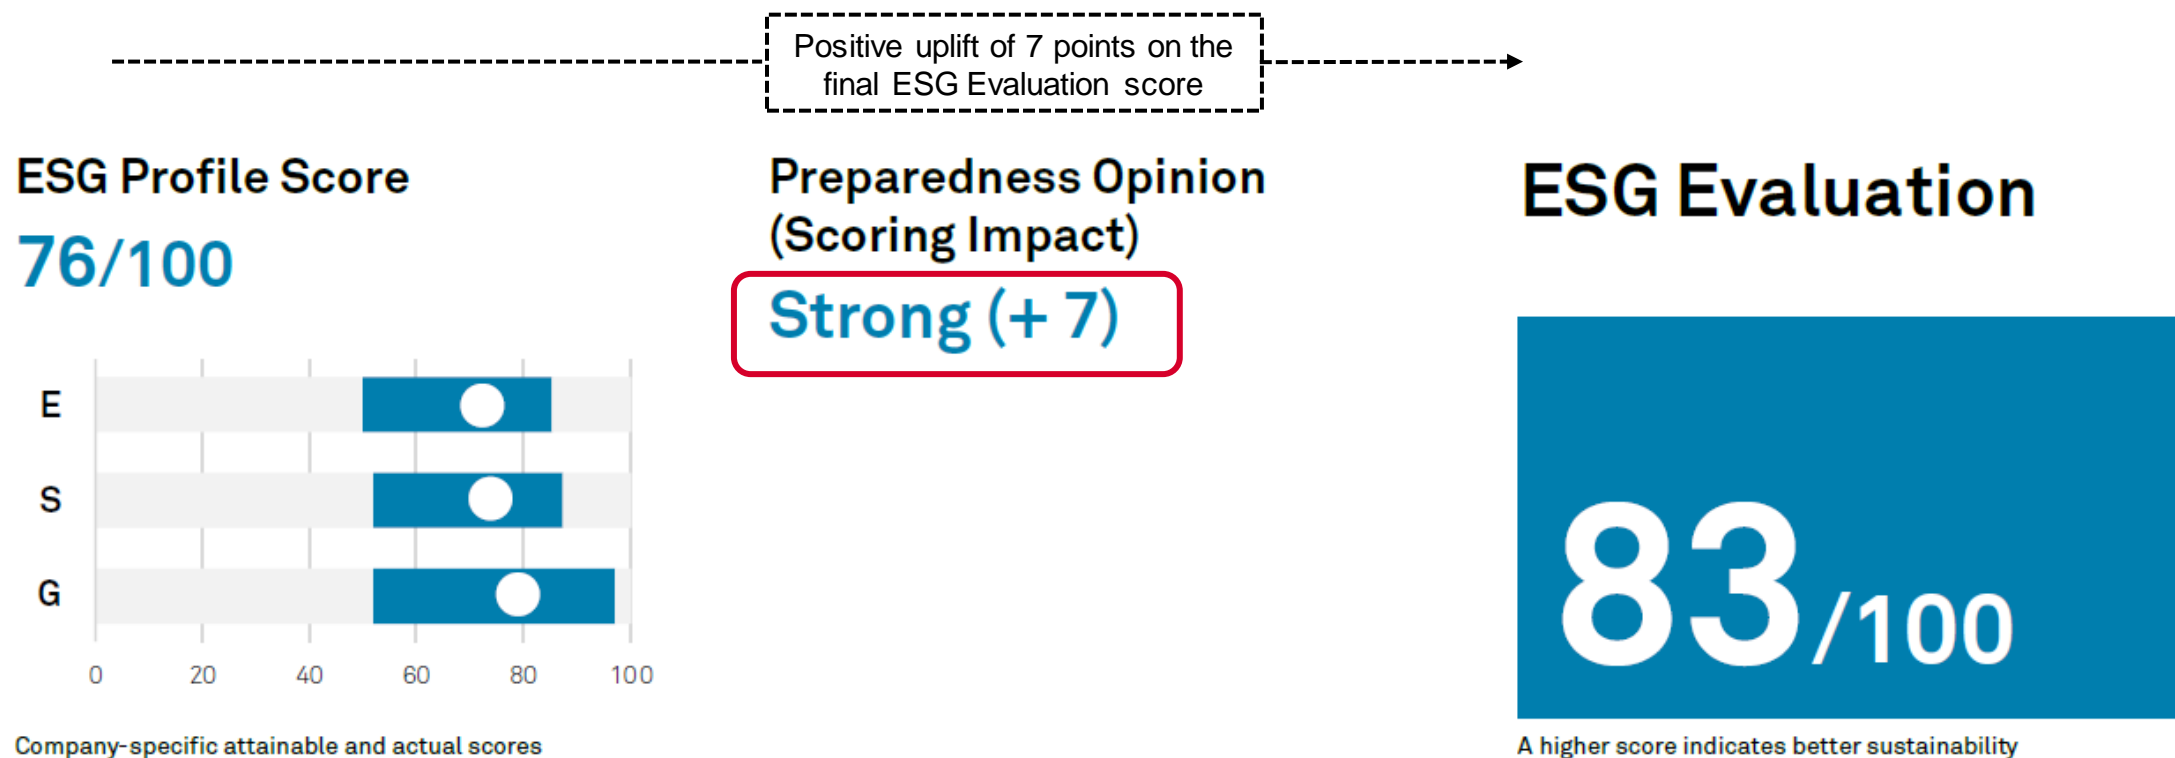 Positive uplift of 7 points on the
final ESG Evaluation score
ESG Profile Score
76/100
Preparedness Opinion
(Scoring Impact)
Strong (+ 7)
ESG Evaluation
83/100
E
S
G
0 20 40 60 80 100
Company-specific attainable and actual scores
A higher score indicates better sustainability